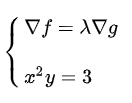 ∇f = λ∇g
x²y = 3